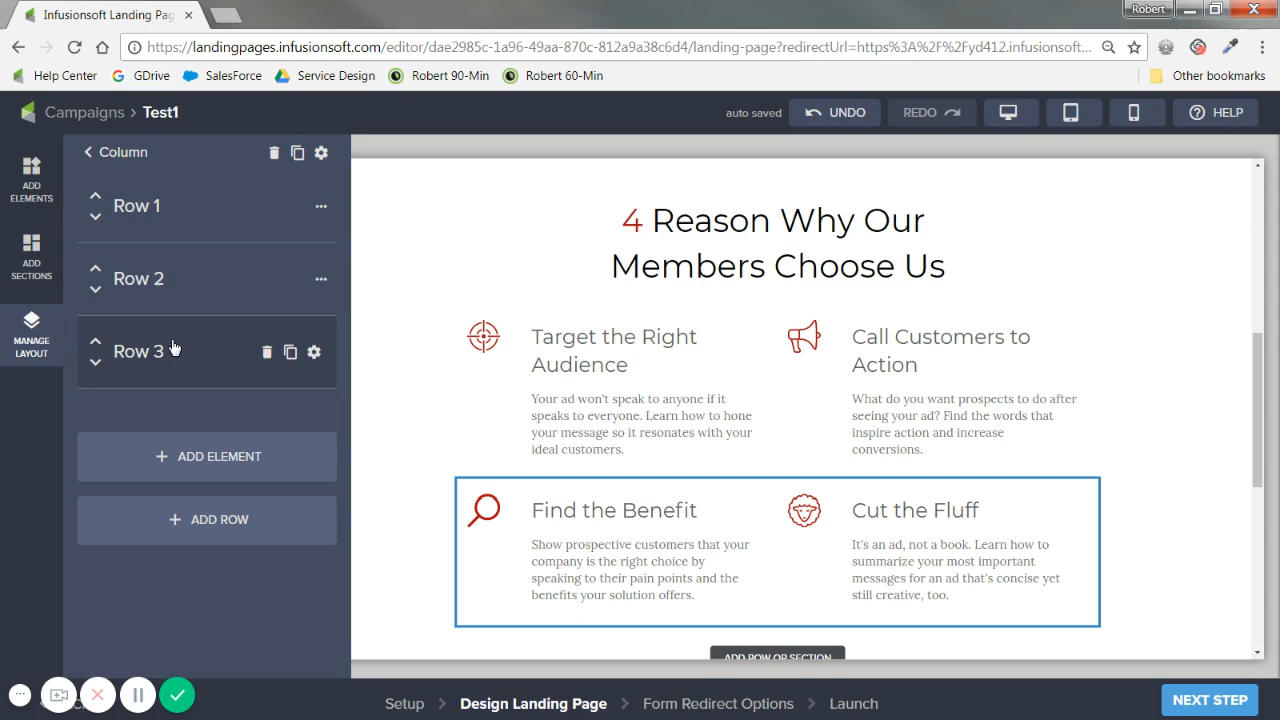 Infusionsoft Landing Pag
Robert
https://landingpages.infusionsoft.com/editor/dae2985c-1a96-49aa-870c-812a9a38c6d4/landing-page?redirectUrl=https%3A%2F%2Fyd412.infusionsoft...
Help Center
GDrive
SalesForce
Service Design
Robert 90-Min
Robert 60-Min
Other bookmarks
Campaigns > Test1
auto saved
UNDO
REDO
HELP
ADD
ELEMENTS
ADD
SECTIONS
MANAGE
LAYOUT
Column
Row 1
Row 2
Row 3
+ ADD ELEMENT
+ ADD ROW
4 Reason Why Our
Members Choose Us
Target the Right
Audience
Your ad won't speak to anyone if it
speaks to everyone. Learn how to hone
your message so it resonates with your
ideal customers.
Call Customers to
Action
What do you want prospects to do after
seeing your ad? Find the words that
inspire action and increase
conversions.
Find the Benefit
Show prospective customers that your
company is the right choice by
speaking to their pain points and the
benefits your solution offers.
Cut the Fluff
It's an ad, not a book. Learn how to
summarize your most important
messages for an ad that's concise yet
still creative, too.
ADD ROW OR SECTION
Setup > Design Landing Page > Form Redirect Options > Launch
NEXT STEP